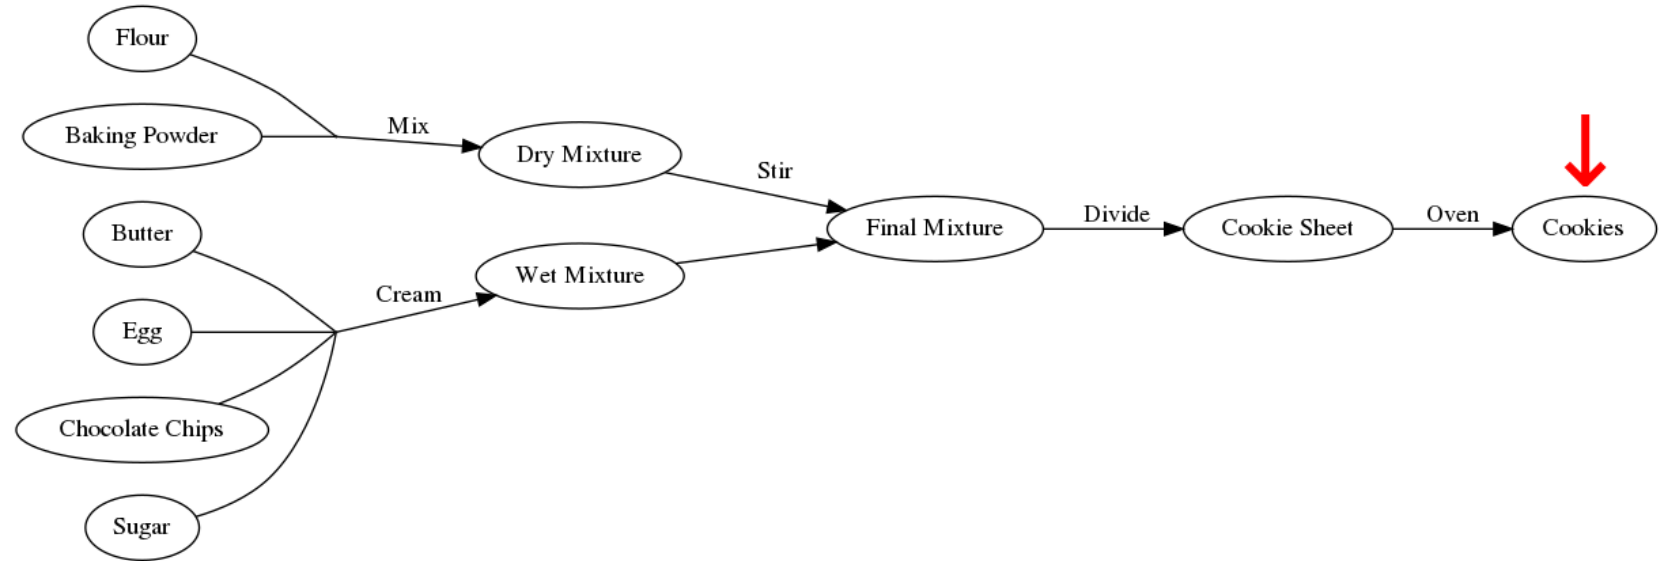 Flour
Baking Powder
Mix
Dry Mixture
Stir
Butter
Egg
Chocolate Chips
Sugar
Cream
Wet Mixture
Final Mixture
Divide
Cookie Sheet
Oven
Cookies